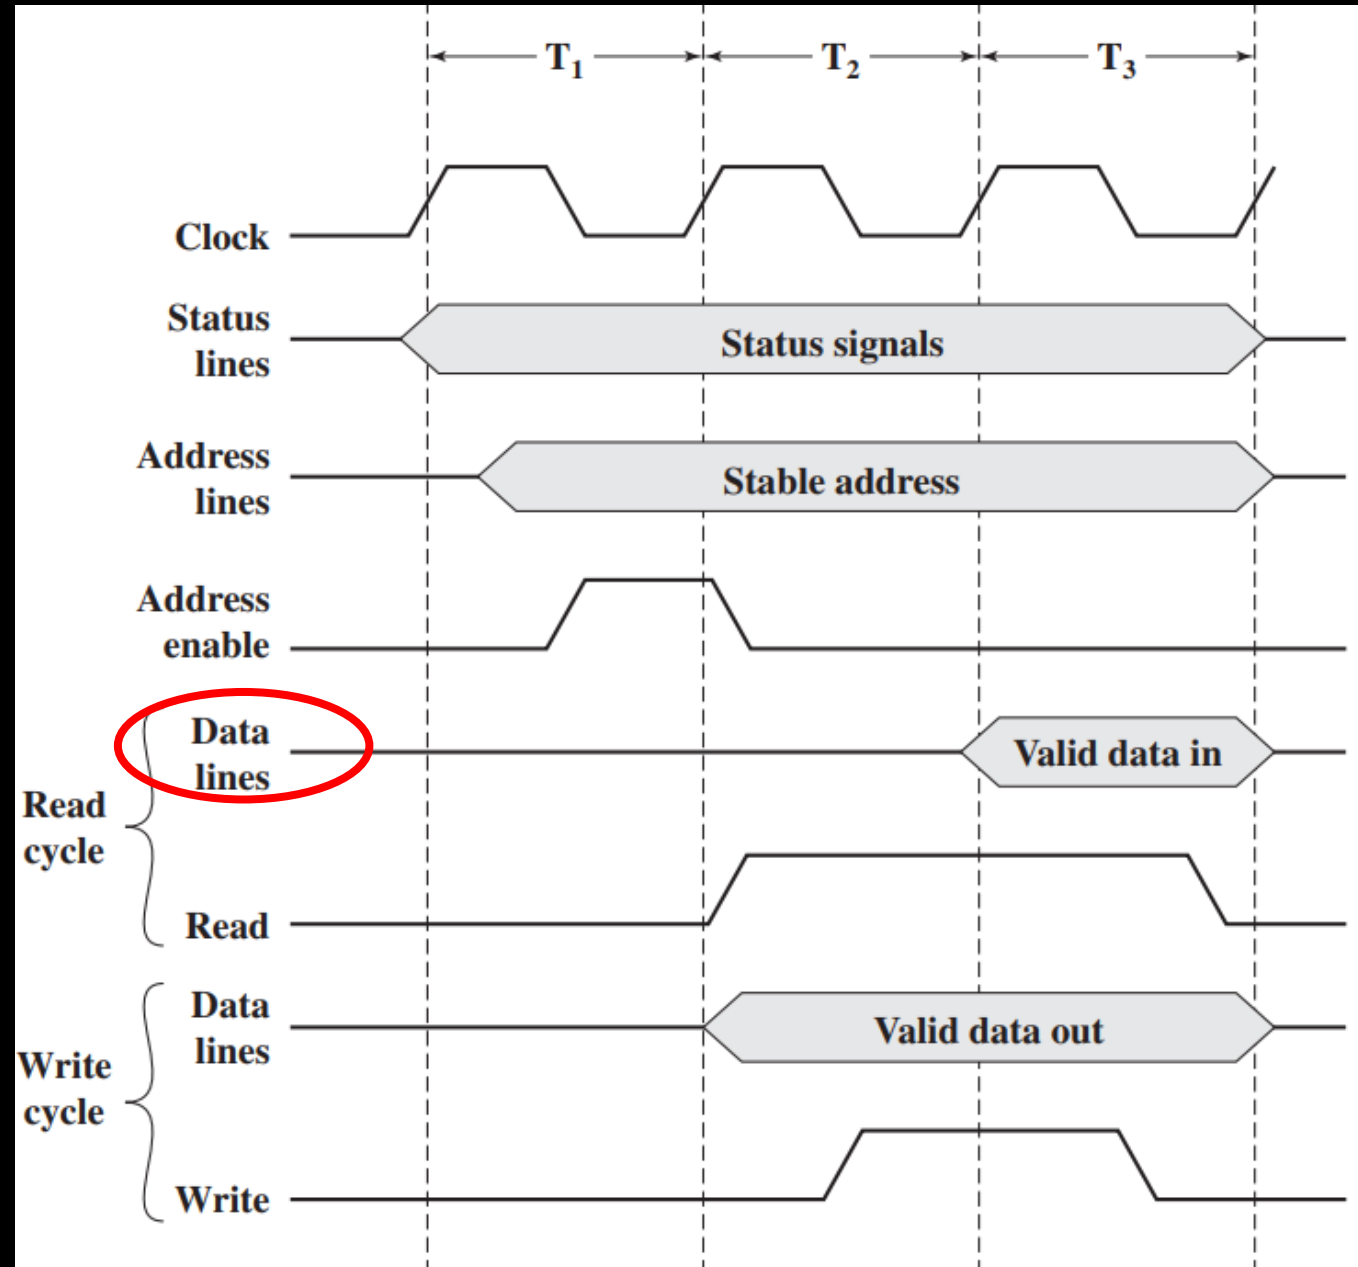 T1 T2 T3
Clock
Status
lines
Status signals
Address
lines
Stable address
Address
enable
Data
lines
Valid data in
Read
cycle
Read
Data
lines
Valid data out
Write
cycle
Write